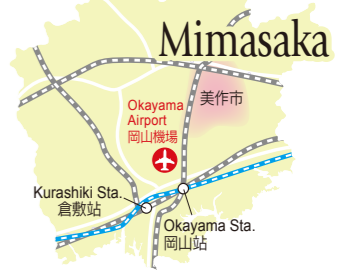 Mimasaka
美作市
Okayama
Airport
岡山機場
Kurashiki Sta.
倉敷站
Okayama Sta.
岡山站